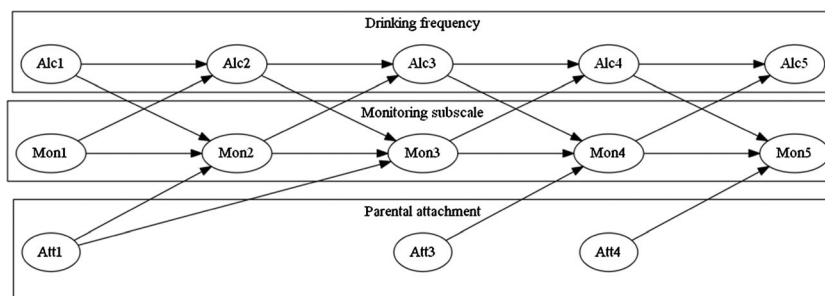 Drinking frequency
Alc1 Alc2 Alc3 Alc4 Alc5
Monitoring subscale
Mon1 Mon2 Mon3 Mon4 Mon5
Parental attachment
Att1 Att3 Att4